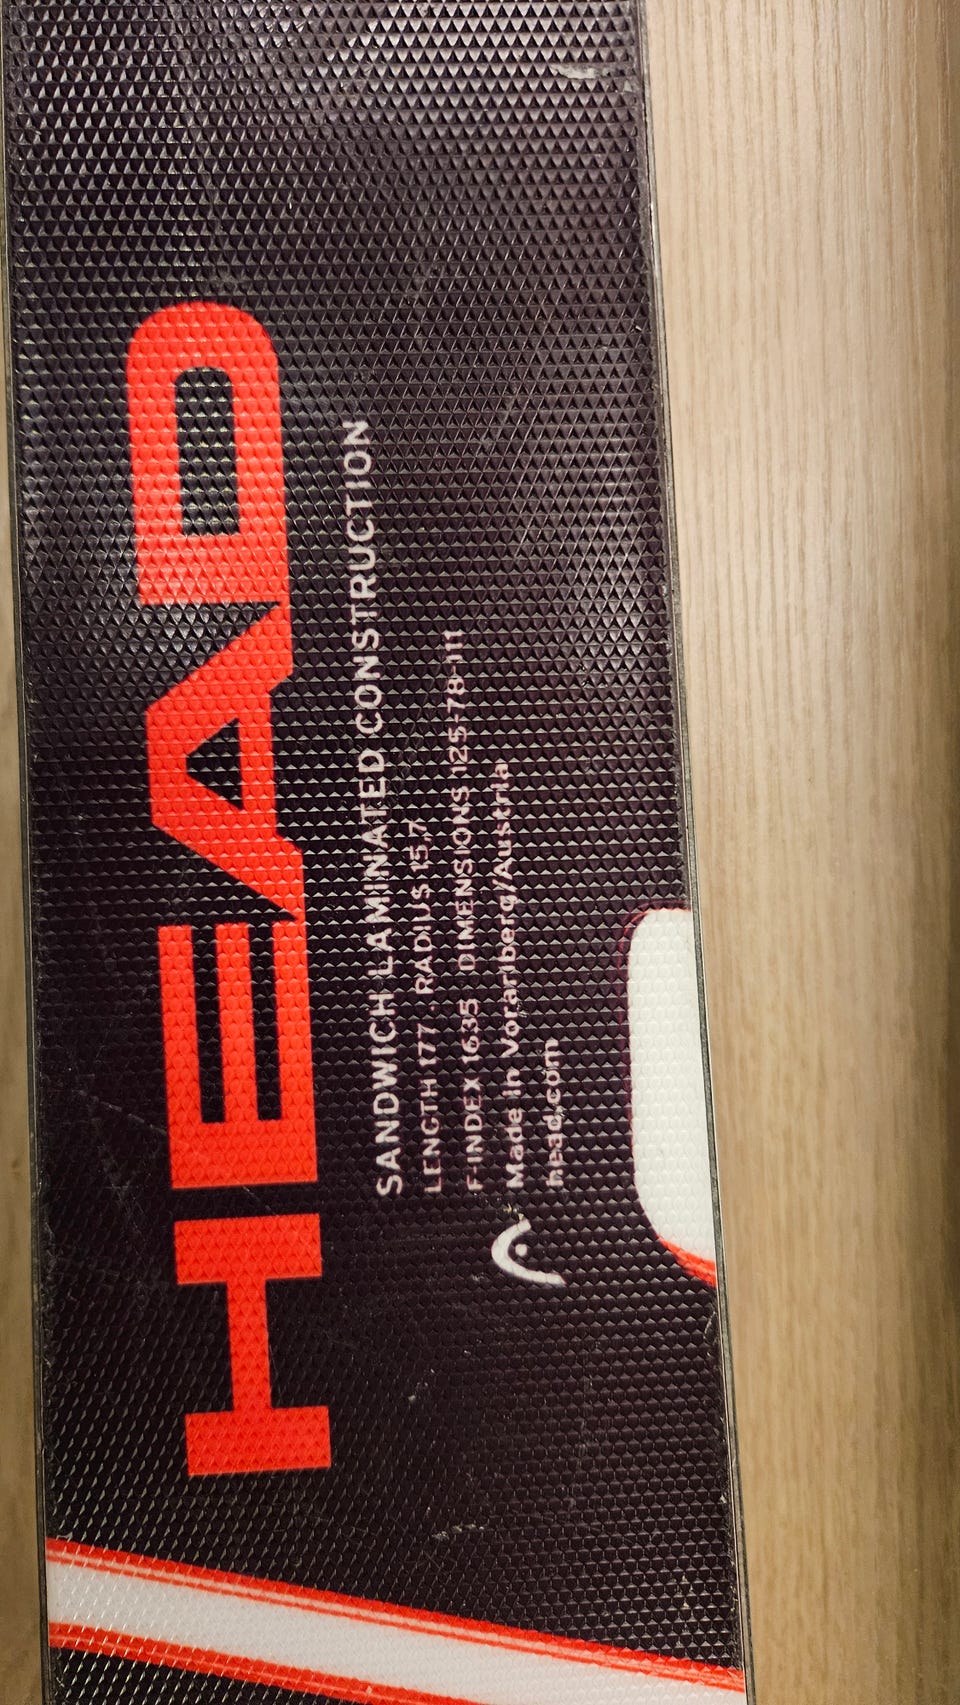 HEAD
SANDWICH LAMINATED CONSTRUCTION
LENGTH 177 · RADIUS 15,7
F-INDEX 1635 DIMENSIONS 125-78-111
Made in Vorarlberg/Austria
head.com